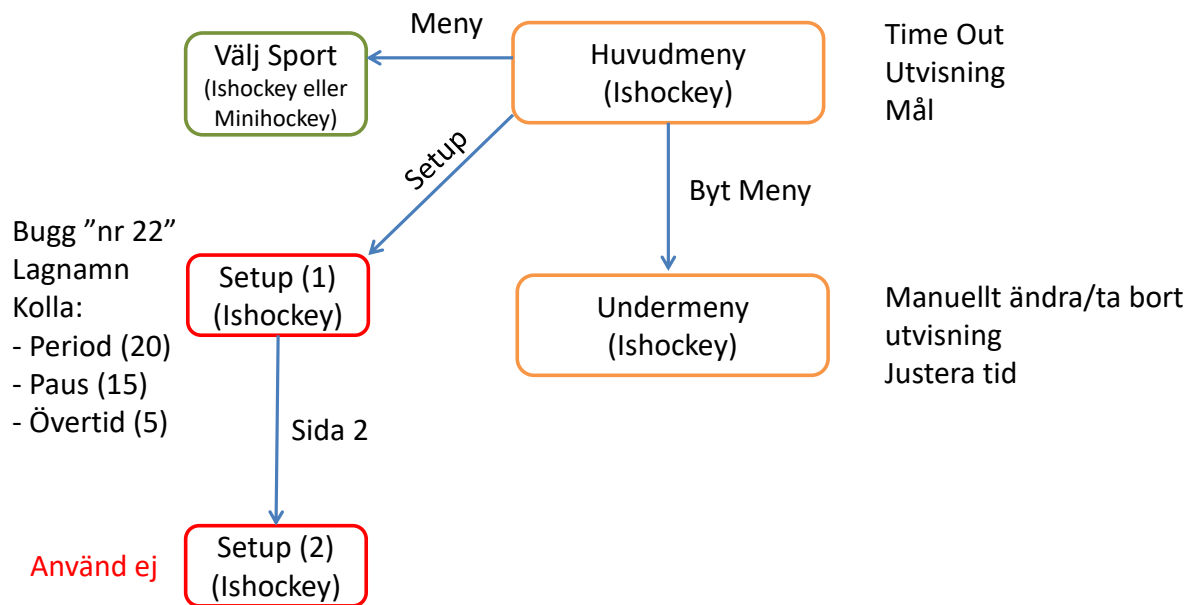 Meny
Välj Sport
(Ishockey eller
Minihockey)
Huvudmeny
(Ishockey)
Time Out
Utvisning
Mål
Setup
Byt Meny
Bugg ”nr 22”
Lagnamn
Kolla:
- Period (20)
- Paus (15)
- Övertid (5)
Setup (1)
(Ishockey)
Undermeny
(Ishockey)
Manuellt ändra/ta bort
utvisning
Justera tid
Sida 2
Använd ej
Setup (2)
(Ishockey)